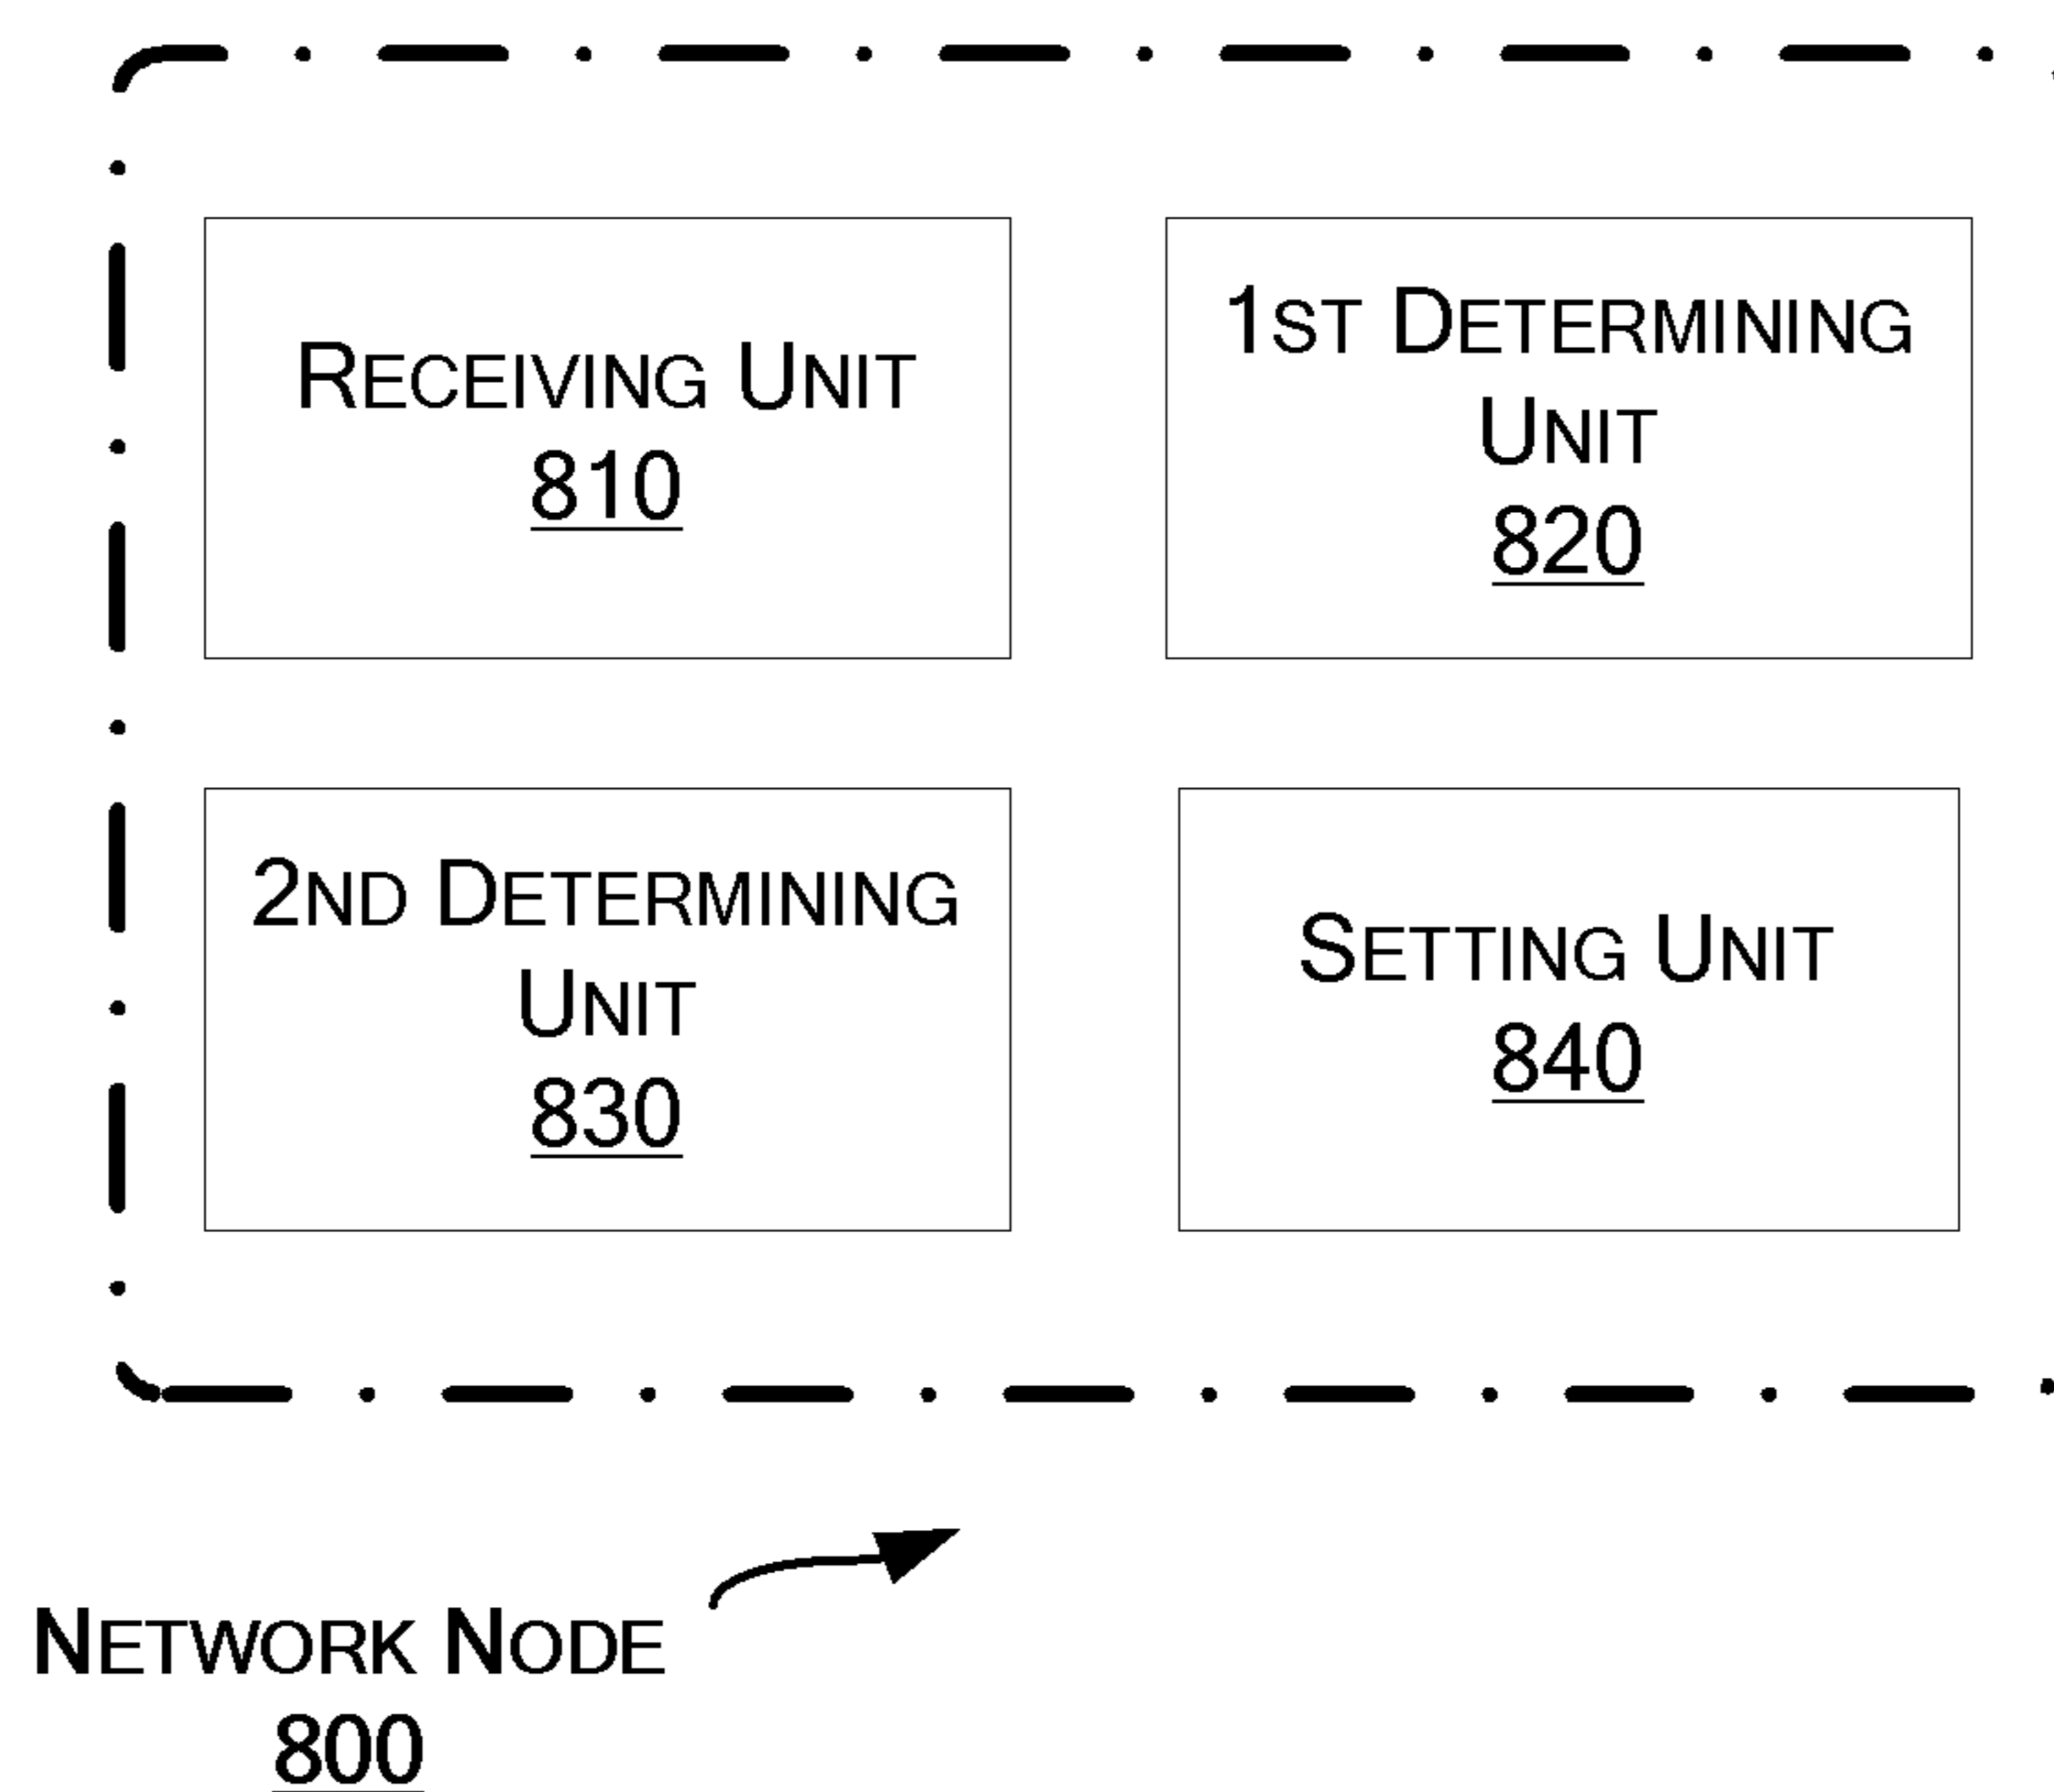 Receiving Unit
810
1st Determining
Unit
820
2nd Determining
Unit
830
Setting Unit
840
Network Node
800